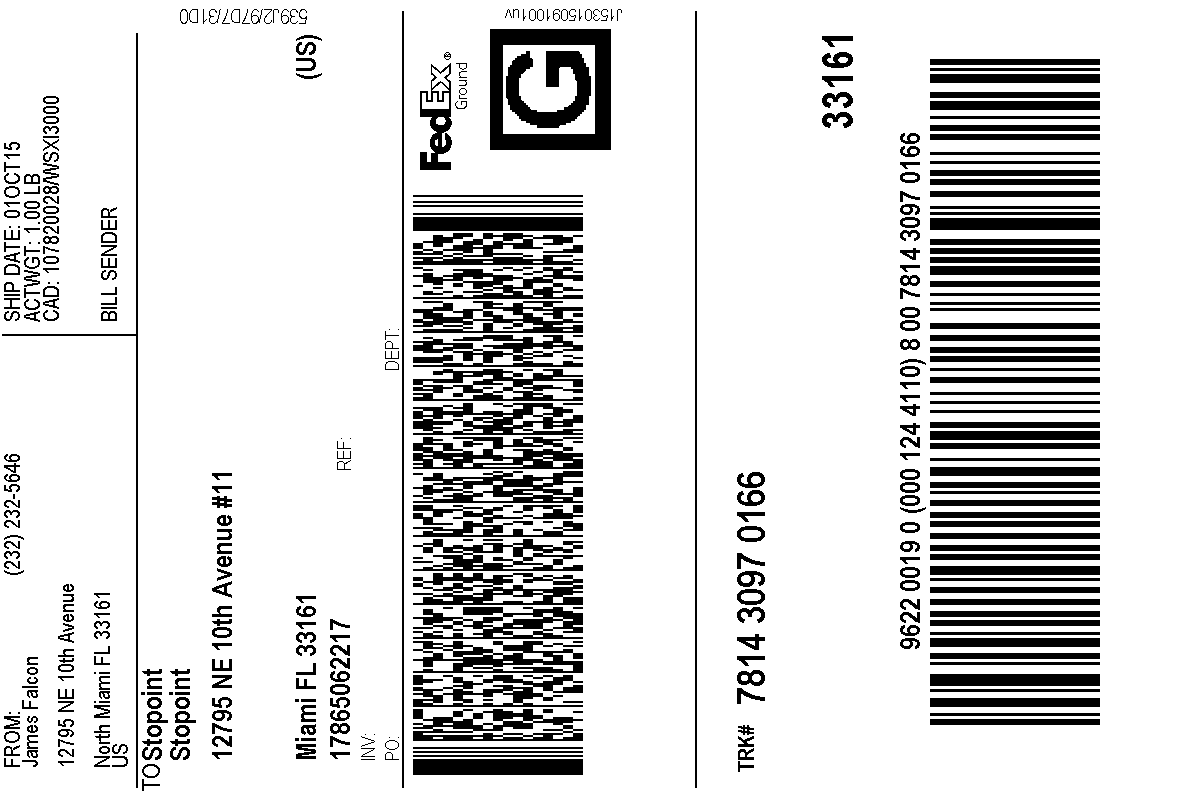 FROM:
(232) 232-5646
James Falcon
12795 NE 10th Avenue
North Miami FL 33161
US
SHIP DATE: 01OCT15
ACTWGT: 1.00 LB
CAD: 107820028/WSXI3000
BILL SENDER
TO Stopoint
Stopoint
12795 NE 10th Avenue #11
Miami FL 33161
(US)
17865062217
REF:
INV:
PO:
DEPT:
539J2/97D7/31D0
FedEx®
Ground
G
J153015091001uv
TRK# 7814 3097 0166
33161
9622 0019 0 (000 124 4110) 8 00 7814 3097 0166